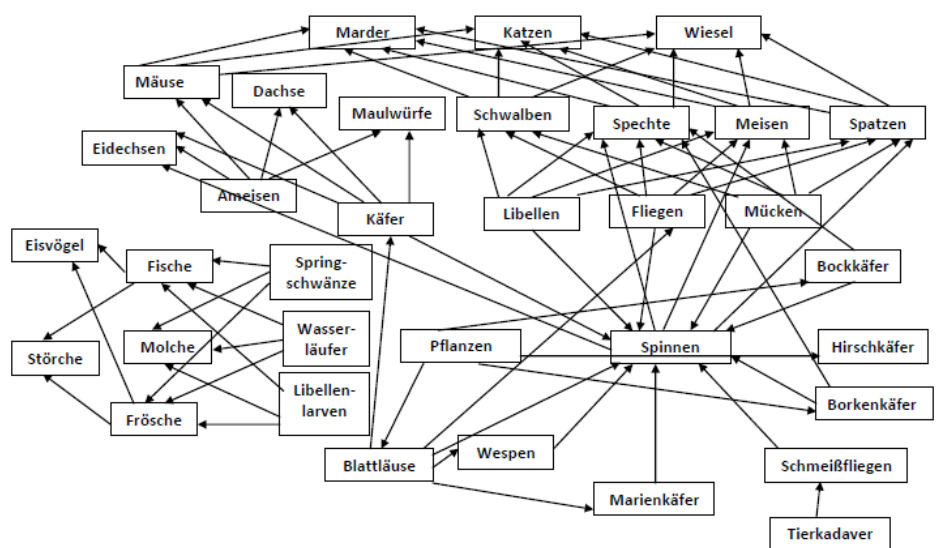 Marder
Katzen
Wiesel
Mäuse
Dachse
Maulwürfe
Schwalben
Spechte
Meisen
Spatzen
Eidechsen
Ameisen
Käfer
Libellen
Fliegen
Mücken
Eisvögel
Fische
Spring-
schwänze
Bockkäfer
Störche
Molche
Wasser-
läufer
Pflanzen
Spinnen
Hirschkäfer
Frösche
Libellen-
larven
Borkenkäfer
Blattläuse
Wespen
Schmeißfliegen
Marienkäfer
Tierkadaver